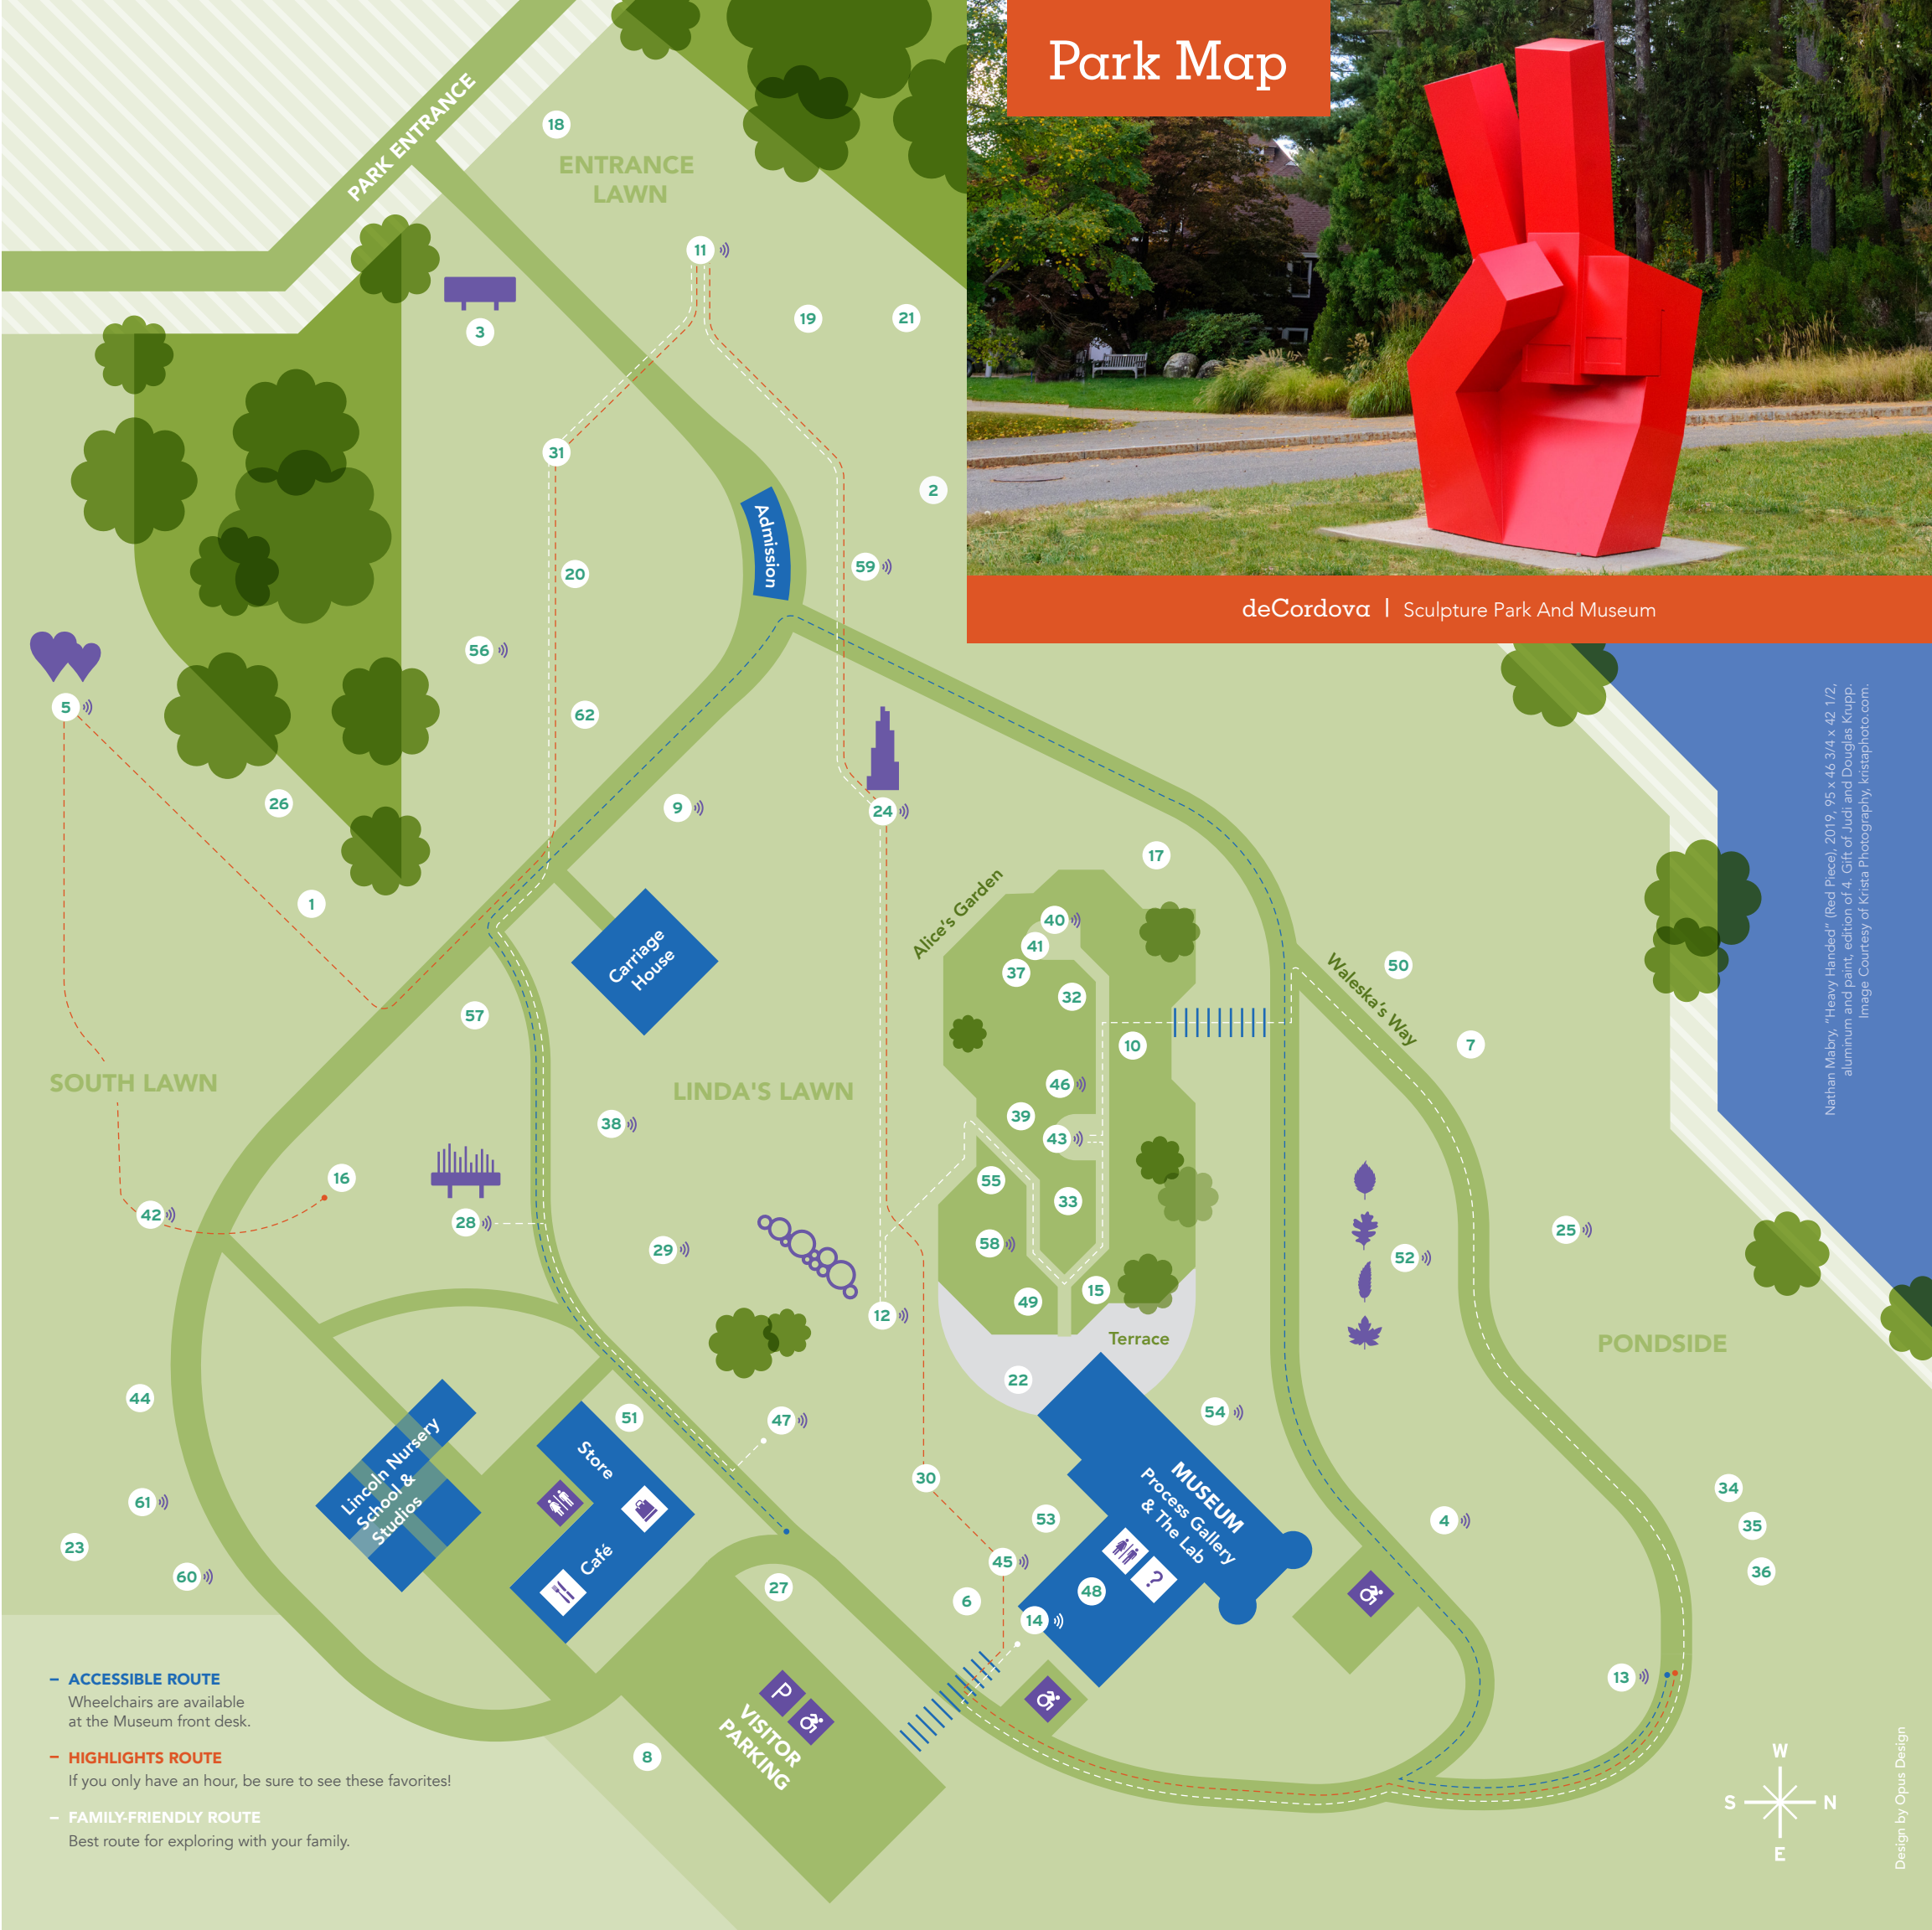 Park Map
deCordova | Sculpture Park And Museum
Nathan Mabry, "Heavy Handed" (Red Piece), 2019, 95 x 46 3/4 x 42 1/2,
aluminum and paint, edition of 4. Gift of Judi and Douglas Krupp.
Image Courtesy of Krista Photography, kristaphoto.com.
PARK ENTRANCE
18
ENTRANCE
LAWN
11
3
19
21
31
2
Admission
59
20
56
62
5
26
9
24
17
1
Alice's Garden
40
41
37
32
Carriage
House
57
10
Waleska's Way
50
7
SOUTH LAWN
LINDA'S LAWN
46
39
38
43
16
55
33
42
28
29
58
52
25
49
15
12
Terrace
PONDSIDE
22
44
51
47
54
Store
Lincoln Nursery
School &
Studios
30
MUSEUM
Process Gallery
& The Lab
?
61
53
4
34
35
36
23
60
Café
45
27
6
48
14
13
P
VISITOR
PARKING
8
– ACCESSIBLE ROUTE
Wheelchairs are available
at the Museum front desk.
– HIGHLIGHTS ROUTE
If you only have an hour, be sure to see these favorites!
– FAMILY-FRIENDLY ROUTE
Best route for exploring with your family.
W
S
N
E
Design by Opus Design